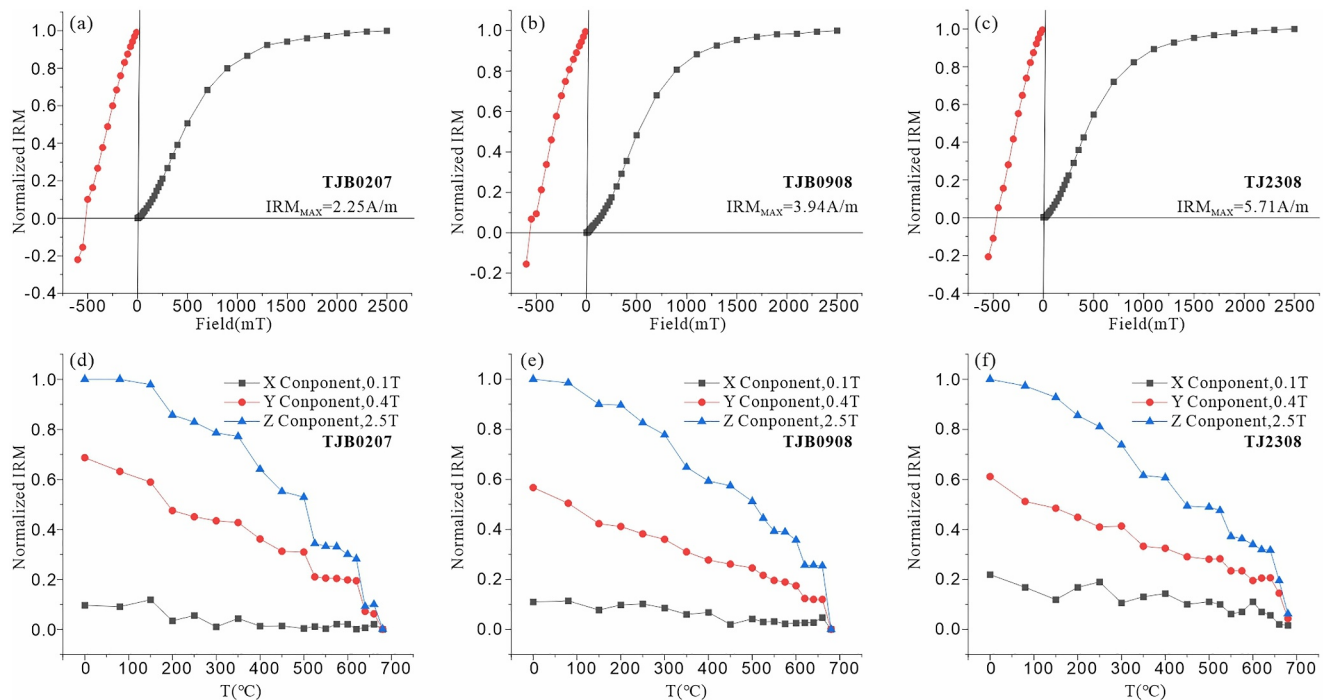 (a)
Normalized IRM
1.0
0.8
0.6
0.4
0.2
0.0
-0.2
-0.4
TJB0207
IRMMAX=2.25A/m
-500 0 500 1000 1500 2000 2500
Field(mT)
(b)
Normalized IRM
1.0
0.8
0.6
0.4
0.2
0.0
-0.2
TJB0908
IRMMAX=3.94A/m
-500 0 500 1000 1500 2000 2500
Field(mT)
(c)
Normalized IRM
1.0
0.8
0.6
0.4
0.2
0.0
-0.2
-0.4
TJ2308
IRMMAX=5.71A/m
-500 0 500 1000 1500 2000 2500
Field(mT)
(d)
Normalized IRM
1.0
0.8
0.6
0.4
0.2
0.0
X Conponent,0.1T
Y Conponent,0.4T
Z Conponent,2.5T
TJB0207
0 100 200 300 400 500 600 700
T(℃)
(e)
Normalized IRM
1.0
0.8
0.6
0.4
0.2
0.0
X Conponent,0.1T
Y Conponent,0.4T
Z Conponent,2.5T
TJB0908
0 100 200 300 400 500 600 700
T(℃)
(f)
Normalized IRM
1.0
0.8
0.6
0.4
0.2
0.0
X Conponent,0.1T
Y Conponent,0.4T
Z Conponent,2.5T
TJ2308
0 100 200 300 400 500 600 700
T(℃)